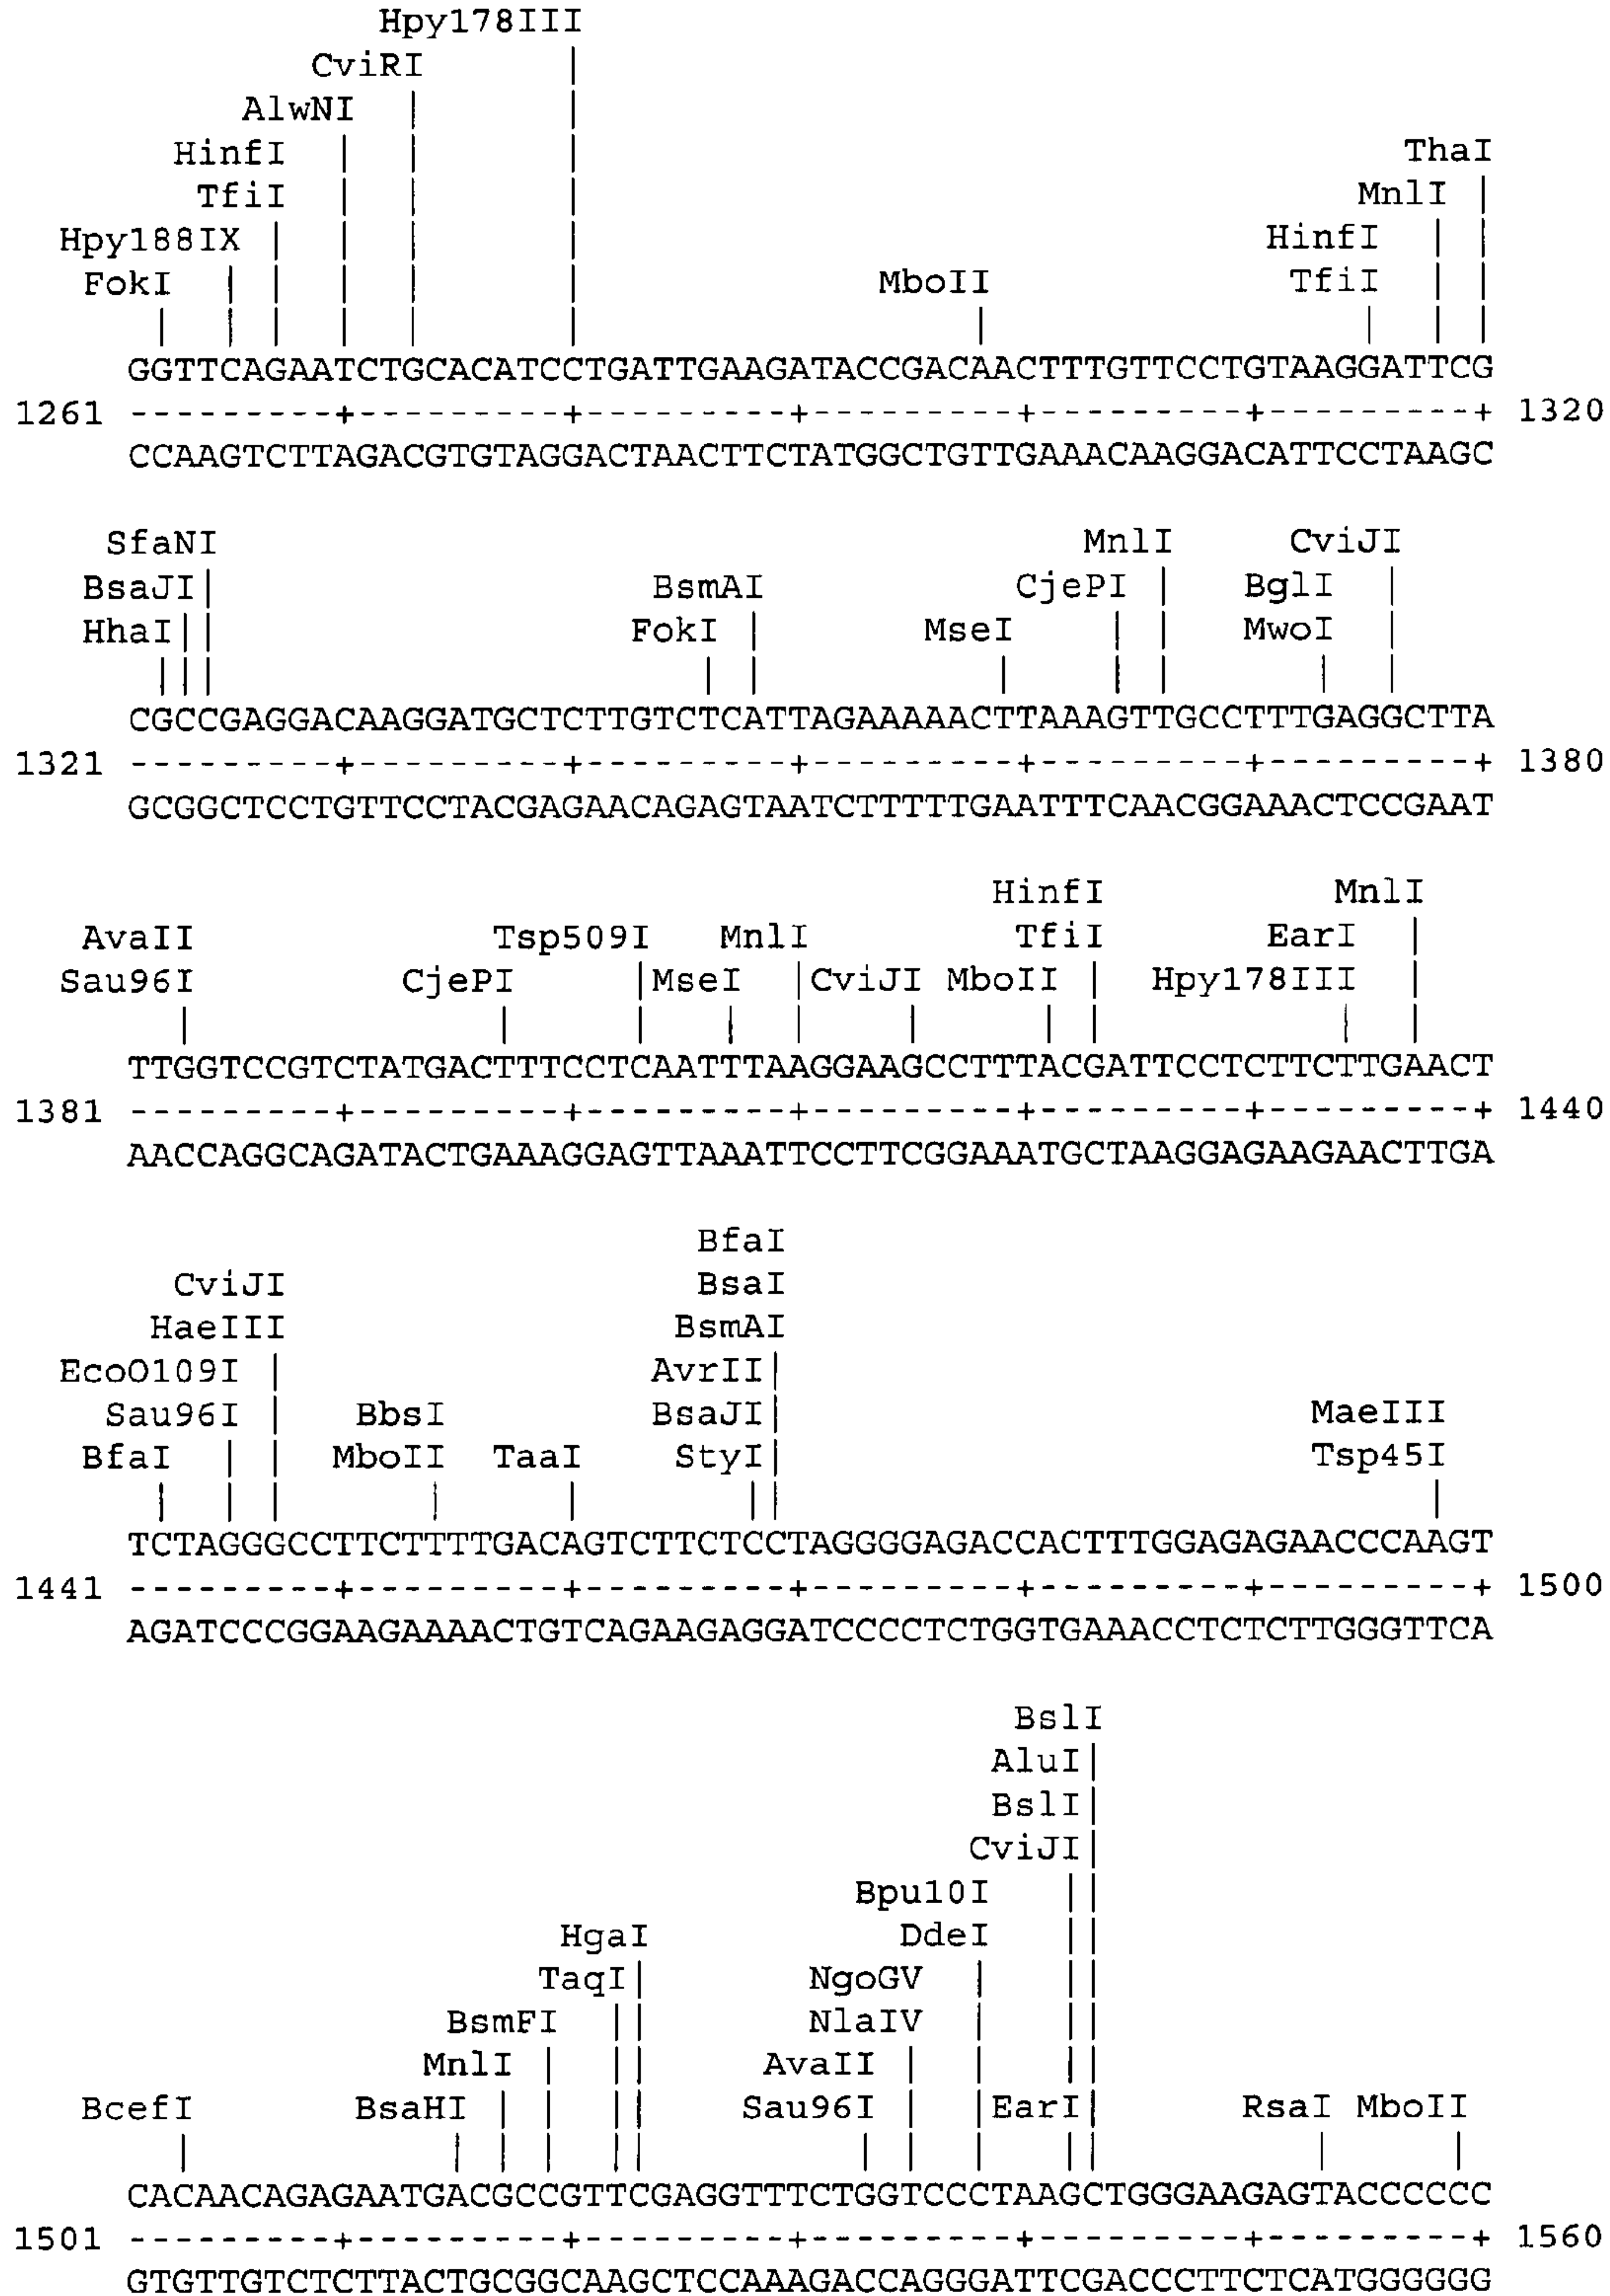 Hpy178III
CviRI
AlwNI
HinfI ThaI
TfiI MnlI
Hpy188IX HinfI
FokI MboII TfiI
GGTTCAGAATCTGCACATCCTGATTGAAGATACCGACAACTTTGTTCCTGTAAGGATTCG
1261 ---------+---------+---------+---------+---------+---------+ 1320
CCAAGTCTTAGACGTGTAGGACTAACTTCTATGGCTGTTGAAACAAGGACATTCCTAAGC
SfaNI MnlI CviJI
BsaJI BsmAI CjePI BglI
HhaI FokI MseI MwoI
CGCCGAGGACAAGGATGCTCTTGTCTCATTAGAAAAACTTAAAGTTGCCTTTGAGGCTTA
1321 ---------+---------+---------+---------+---------+---------+ 1380
GCGGCTCCTGTTCCTACGAGAACAGAGTAATCTTTTTGAATTTCAACGGAAACTCCGAAT
HinfI MnlI
AvaII Tsp509I MnlI TfiI EarI
Sau96I CjePI MseI CviJI MboII Hpy178III
TTGGTCCGTCTATGACTTTCCTCAATTTAAGGAAGCCTTTACGATTCCTCTTCTTGAACT
1381 ---------+---------+---------+---------+---------+---------+ 1440
AACCAGGCAGATACTGAAAGGAGTTAAATTCCTTCGGAAATGCTAAGGAGAAGAACTTGA
BfaI
CviJI BsaI
HaeIII BsmAI
EcoO109I AvrII
Sau96I BbsI BsaJI MaeIII
BfaI MboII TaaI StyI Tsp45I
TCTAGGGCCTTCTTTTGACAGTCTTCTCCTAGGGGAGACCACTTTGGAGAGAACCCAAGT
1441 ---------+---------+---------+---------+---------+---------+ 1500
AGATCCCGGAAGAAAACTGTCAGAAGAGGATCCCCTCTGGTGAAACCTCTCTTGGGTTCA
BslI
AluI
BslI
CviJI
Bpu10I
HgaI DdeI
TaqI NgoGV
BsmFI NlaIV
MnlI AvaII
BcefI BsaHI Sau96I EarI RsaI MboII
CACAACAGAGAATGACGCCGTTCGAGGTTTCTGGTCCCTAAGCTGGGAAGAGTACCCCCC
1501 ---------+---------+---------+---------+---------+---------+ 1560
GTGTTGTCTCTTACTGCGGCAAGCTCCAAAGACCAGGGATTCGACCCTTCTCATGGGGGG